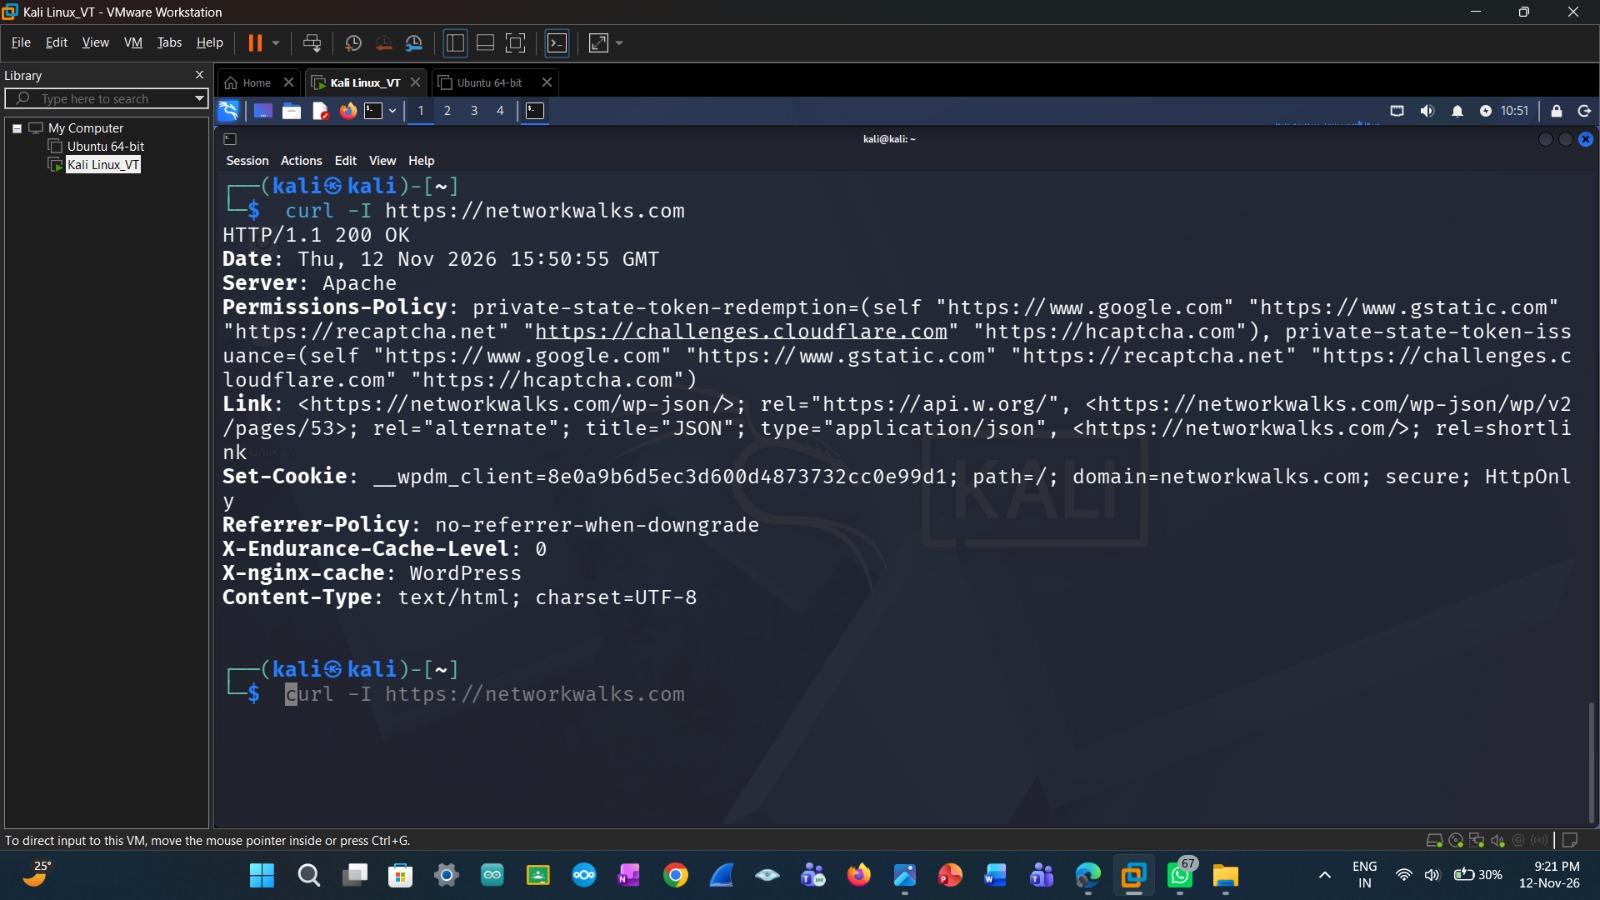 Kali Linux_VT - VMware Workstation
File Edit View VM Tabs Help
Library
Home Kali Linux_VT Ubuntu 64-bit
Type here to search
1 2 3 4 10:51
My Computer
Ubuntu 64-bit
Kali Linux_VT
kali@kali: ~
Session Actions Edit View Help
┌──(kali㉿kali)-[~]
└─$ curl -I https://networkwalks.com
HTTP/1.1 200 OK
Date: Thu, 12 Nov 2026 15:50:55 GMT
Server: Apache
Permissions-Policy: private-state-token-redemption=(self "https://www.google.com" "https://www.gstatic.com"
"https://recaptcha.net" "https://challenges.cloudflare.com" "https://hcaptcha.com"), private-state-token-iss
uance=(self "https://www.google.com" "https://www.gstatic.com" "https://recaptcha.net" "https://challenges.c
loudflare.com" "https://hcaptcha.com")
Link: <https://networkwalks.com/wp-json/>; rel="https://api.w.org/", <https://networkwalks.com/wp-json/wp/v2
/pages/53>; rel="alternate"; title="JSON"; type="application/json", <https://networkwalks.com/>; rel=shortli
nk
Set-Cookie: __wpdm_client=8e0a9b6d5ec3d600d4873732cc0e99d1; path=/; domain=networkwalks.com; secure; HttpOnl
y
Referrer-Policy: no-referrer-when-downgrade
X-Endurance-Cache-Level: 0
X-nginx-cache: WordPress
Content-Type: text/html; charset=UTF-8
KALI
┌──(kali㉿kali)-[~]
└─$ curl -I https://networkwalks.com
To direct input to this VM, move the mouse pointer inside or press Ctrl+G.
25°
67
ENG
IN
30%
9:21 PM
12-Nov-26